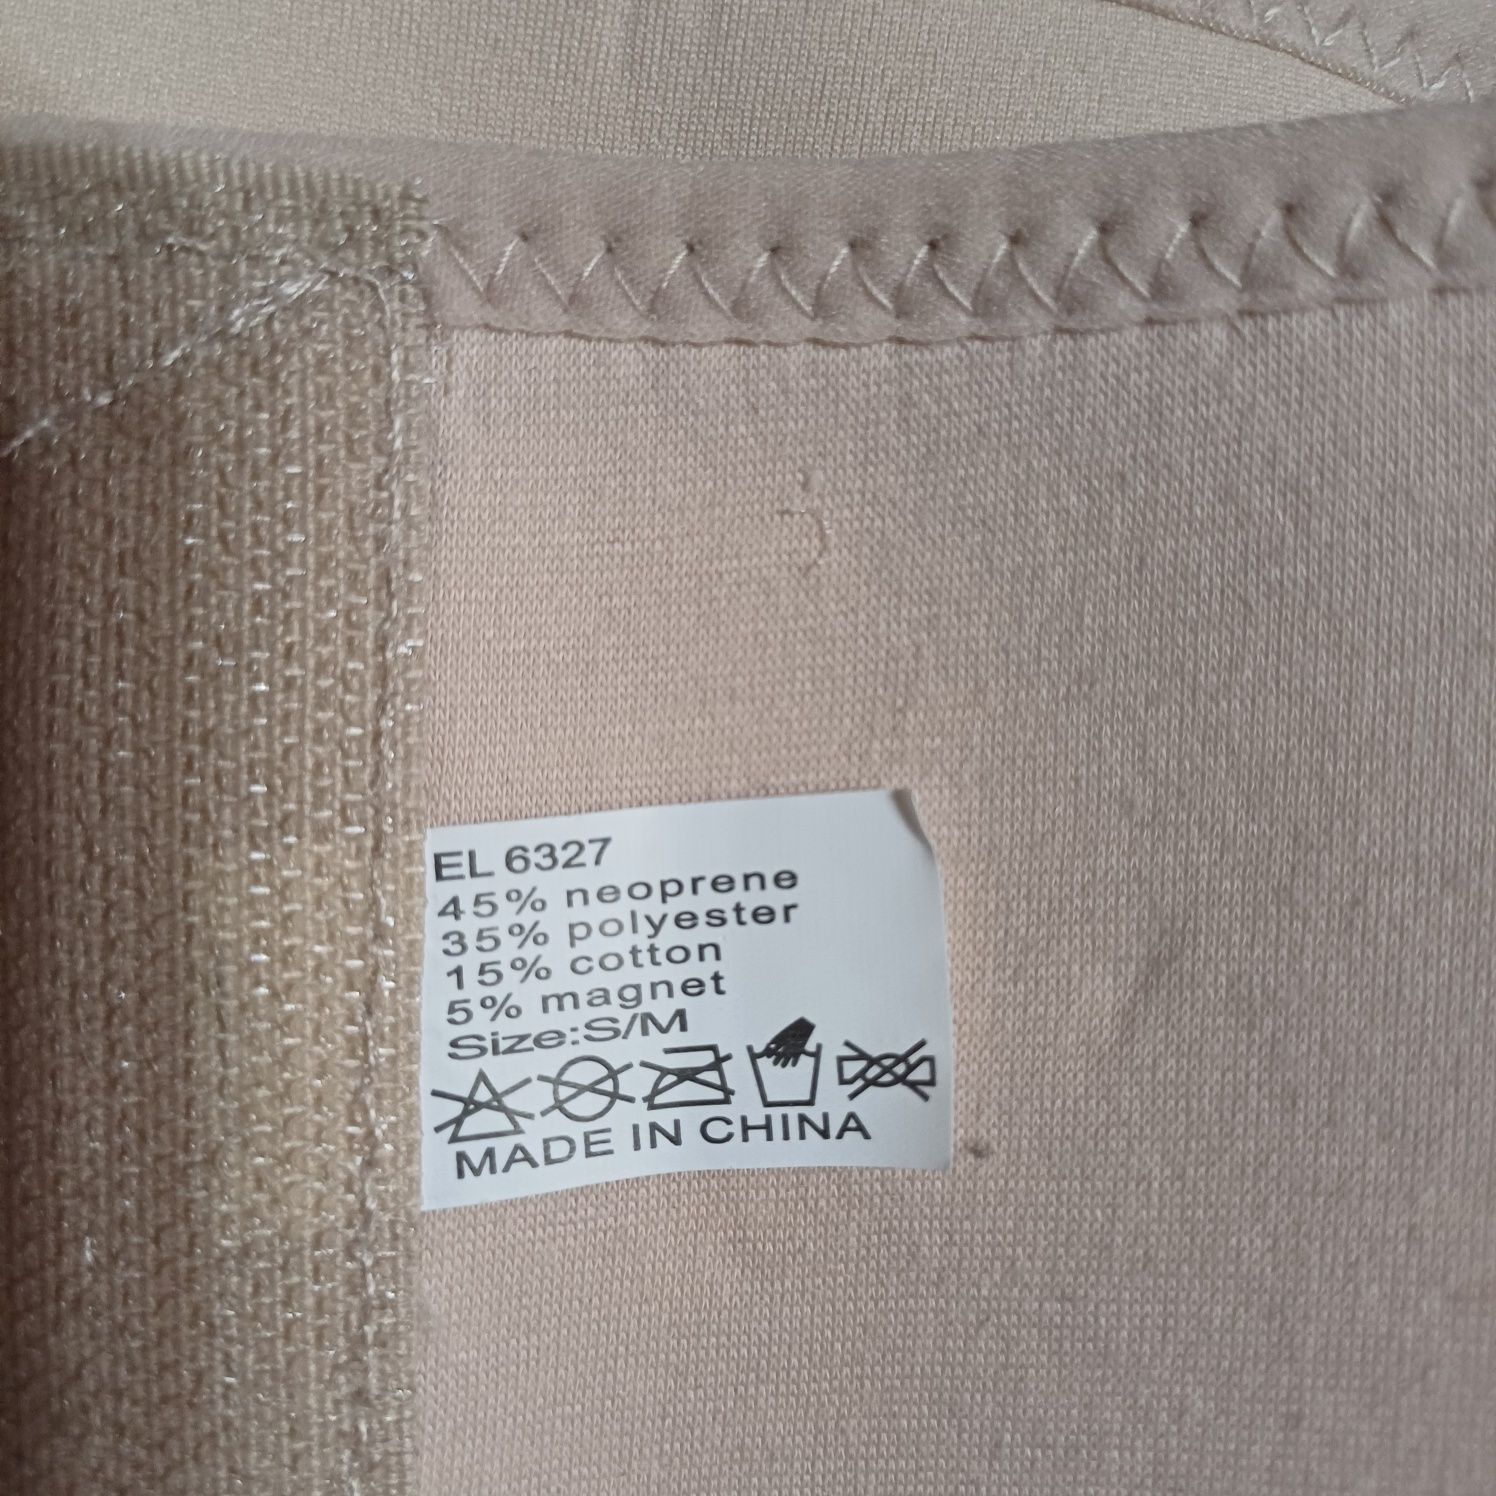 EL 6327
45% neoprene
35% polyester
15% cotton
5% magnet
Size:S/M
MADE IN CHINA